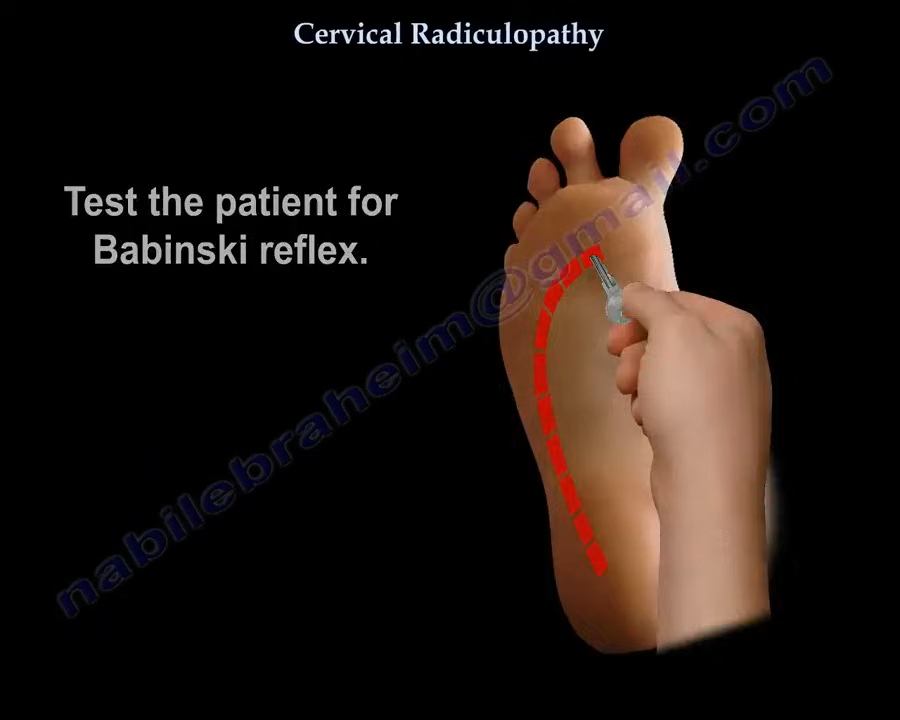 Cervical Radiculopathy
Test the patient for
Babinski reflex.
nabilebraheim@gmail.com